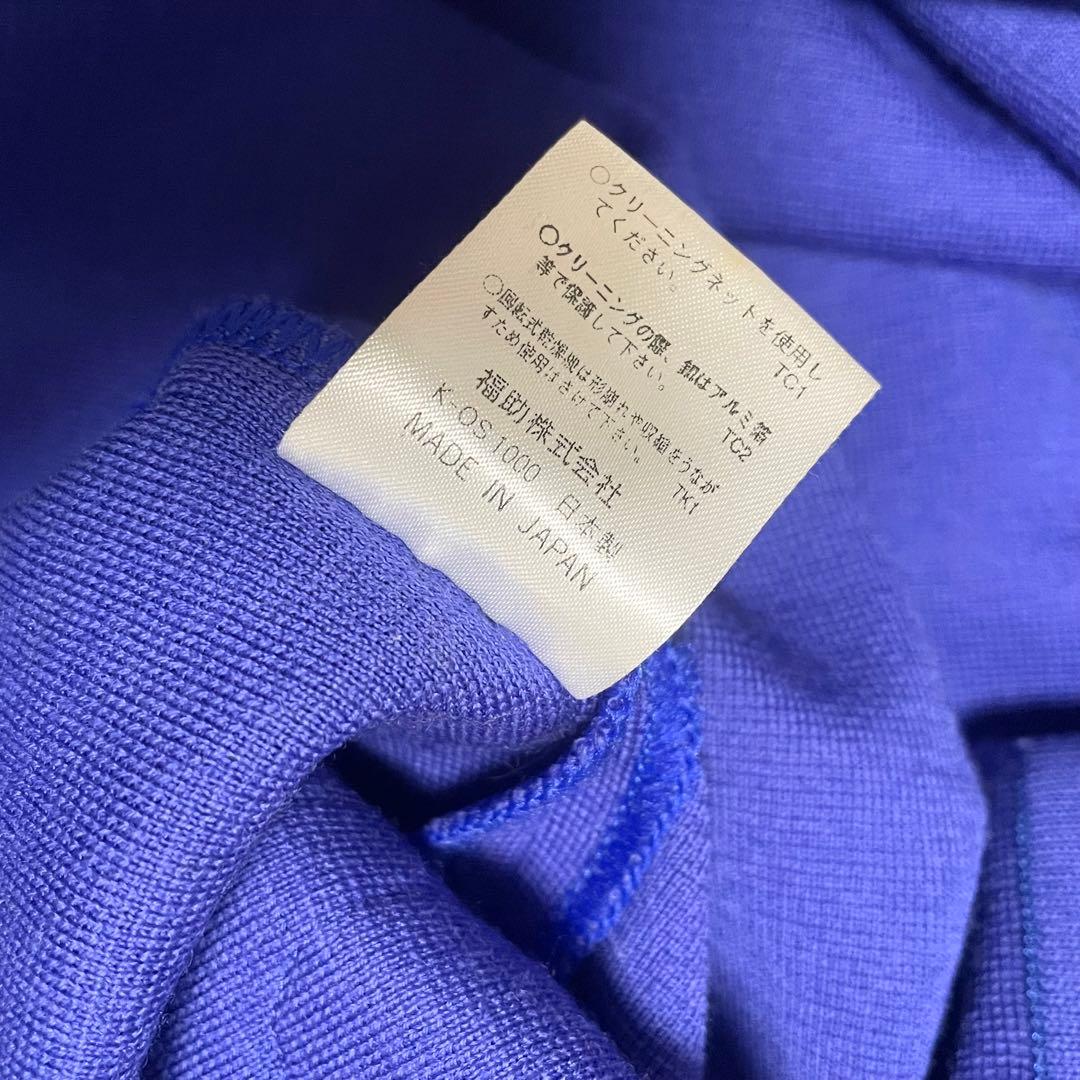 ○クリーニングネットを使用し
てください。 TC1
○クリーニングの際、釦はアルミ箔
等で保護して下さい。 TC2
○回転式乾燥機は形崩れや収縮をうなが
すため使用はさけて下さい。 TK1
福助株式会社
K-OS1000 日本製
MADE IN JAPAN